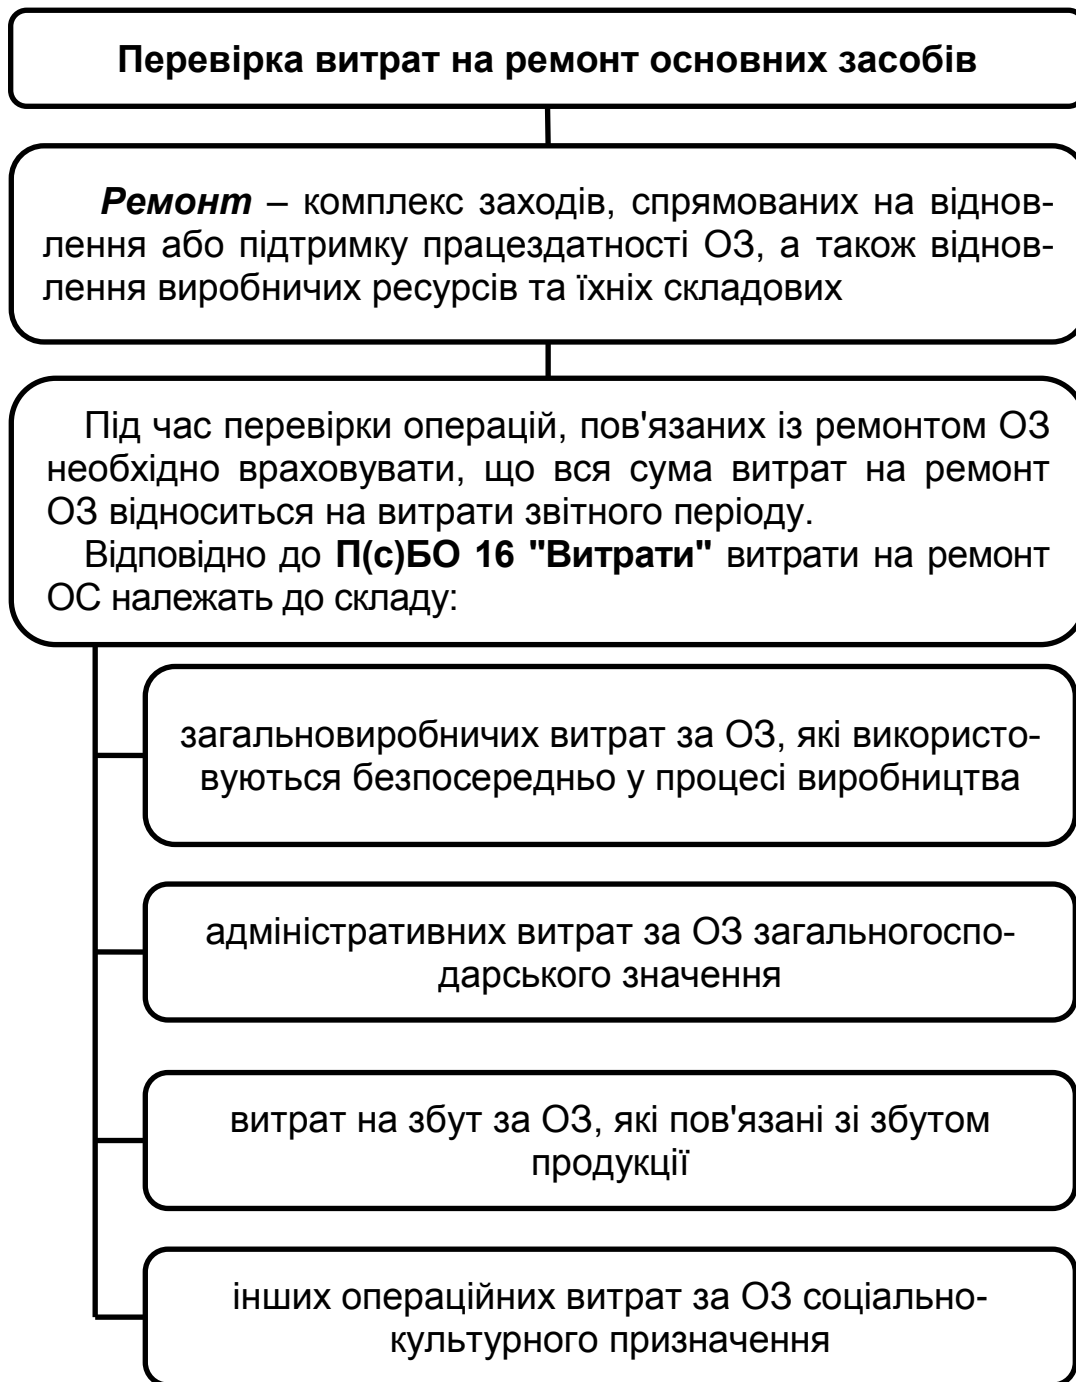 Перевірка витрат на ремонт основних засобів
Ремонт – комплекс заходів, спрямованих на віднов-
лення або підтримку працездатності ОЗ, а також віднов-
лення виробничих ресурсів та їхніх складових
Під час перевірки операцій, пов'язаних із ремонтом ОЗ
необхідно враховувати, що вся сума витрат на ремонт
ОЗ відноситься на витрати звітного періоду.
Відповідно до П(с)БО 16 "Витрати" витрати на ремонт
ОС належать до складу:
загальновиробничих витрат за ОЗ, які використо-
вуються безпосередньо у процесі виробництва
адміністративних витрат за ОЗ загальногоспо-
дарського значення
витрат на збут за ОЗ, які пов'язані зі збутом
продукції
інших операційних витрат за ОЗ соціально-
культурного призначення